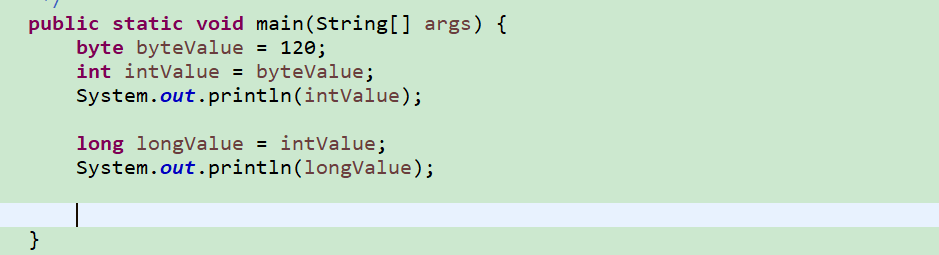 */
public static void main(String[] args) {
byte byteValue = 120;
int intValue = byteValue;
System.out.println(intValue);
long longValue = intValue;
System.out.println(longValue);
}